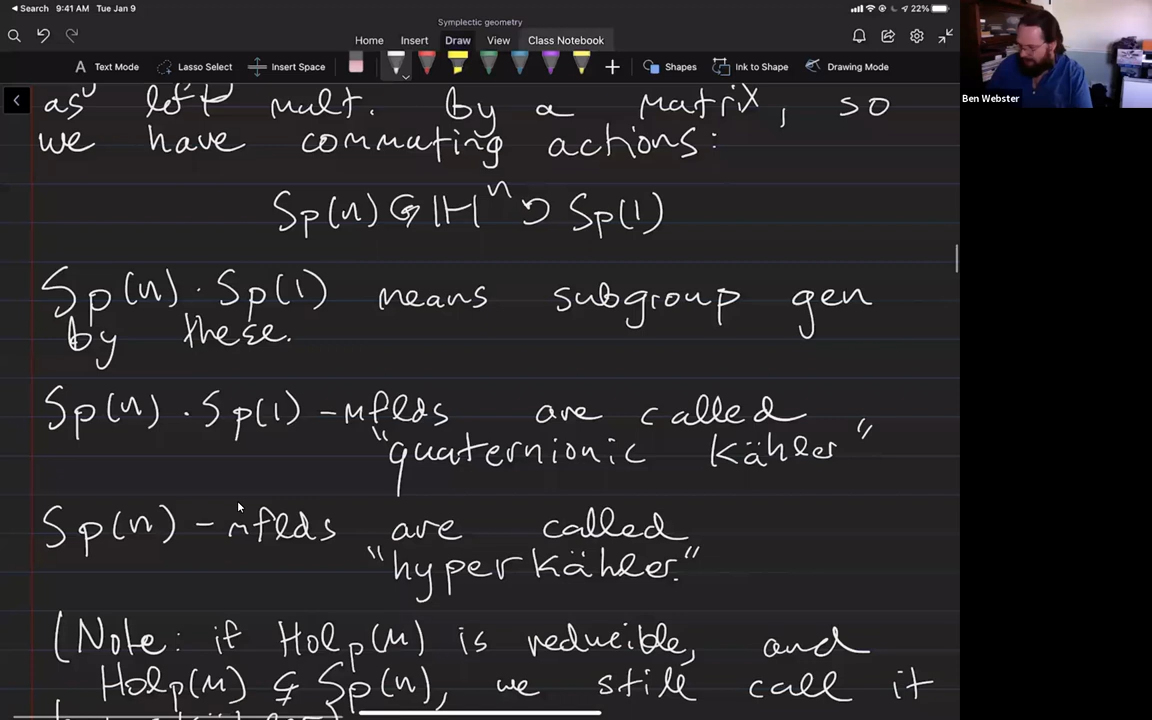 Search 9:41 AM Tue Jan 9
Symplectic geometry
22%
Home Insert Draw View Class Notebook
Text Mode Lasso Select Insert Space Shapes Ink to Shape Drawing Mode
Ben Webster
as left mult. by a matrix, so
we have commuting actions:
Sp(n) ↻ ℍⁿ ↺ Sp(1)
Sp(n) · Sp(1) means subgroup gen
by these.
Sp(n) · Sp(1) - mflds are called
"quaternionic Kähler"
Sp(n) - mflds are called
"hyperkähler."
(Note: if Holₚ(M) is reducible, and
Holₚ(M) ⊊ Sp(n), we still call it